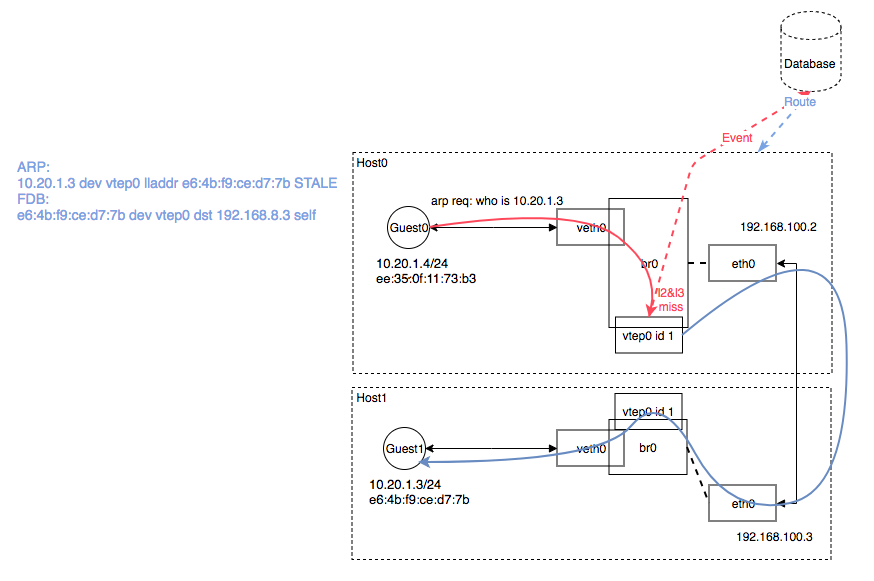 Database
Route
Event
ARP:
10.20.1.3 dev vtep0 lladdr e6:4b:f9:ce:d7:7b STALE
FDB:
e6:4b:f9:ce:d7:7b dev vtep0 dst 192.168.8.3 self
Host0
arp req: who is 10.20.1.3
Guest0
veth0
192.168.100.2
10.20.1.4/24
ee:35:0f:11:73:b3
br0
eth0
l2&l3
miss
vtep0 id 1
Host1
vtep0 id 1
Guest1
veth0
br0
10.20.1.3/24
e6:4b:f9:ce:d7:7b
eth0
192.168.100.3